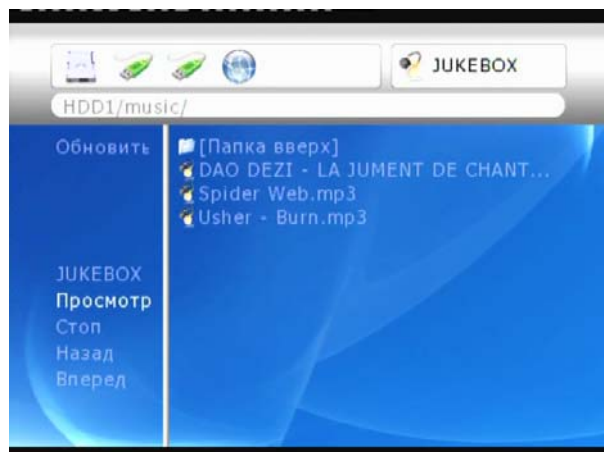 JUKEBOX
HDD1/music/
Обновить
[Папка вверх]
DAO DEZI - LA JUMENT DE CHANT...
Spider Web.mp3
Usher - Burn.mp3
JUKEBOX
Просмотр
Стоп
Назад
Вперед